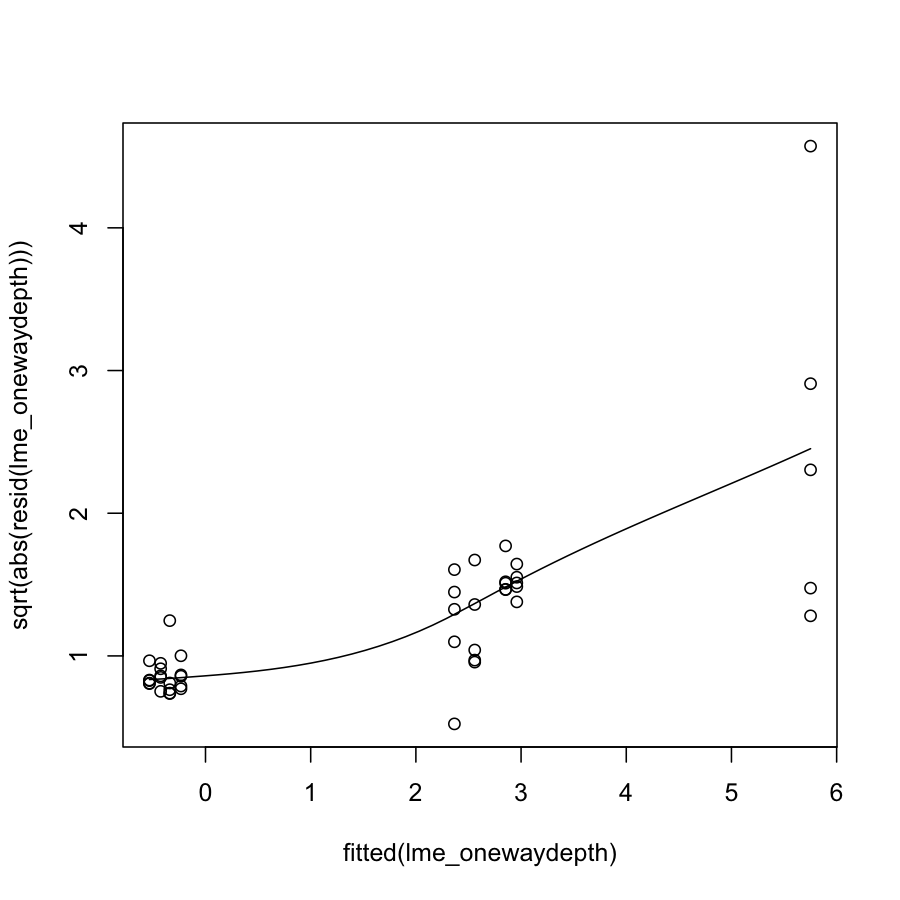 sqrt(abs(resid(lme_onewaydepth)))
4
3
2
1
0 1 2 3 4 5 6
fitted(lme_onewaydepth)